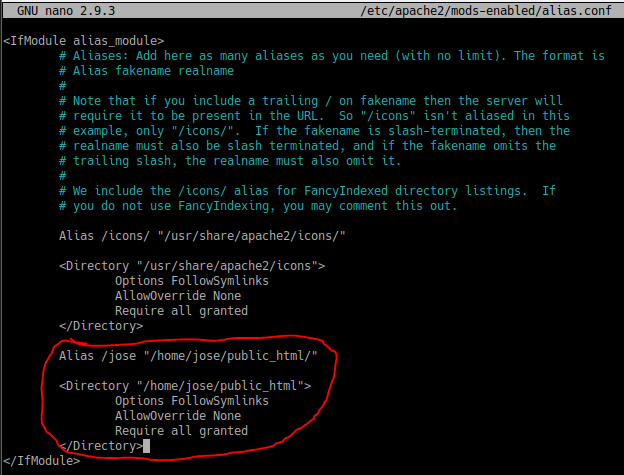 GNU nano 2.9.3 /etc/apache2/mods-enabled/alias.conf
<IfModule alias_module>
# Aliases: Add here as many aliases as you need (with no limit). The format is
# Alias fakename realname
#
# Note that if you include a trailing / on fakename then the server will
# require it to be present in the URL.  So "/icons" isn't aliased in this
# example, only "/icons/".  If the fakename is slash-terminated, then the
# realname must also be slash terminated, and if the fakename omits the
# trailing slash, the realname must also omit it.
#
# We include the /icons/ alias for FancyIndexed directory listings.  If
# you do not use FancyIndexing, you may comment this out.
Alias /icons/ "/usr/share/apache2/icons/"
<Directory "/usr/share/apache2/icons">
Options FollowSymlinks
AllowOverride None
Require all granted
</Directory>
Alias /jose "/home/jose/public_html/"
<Directory "/home/jose/public_html">
Options FollowSymlinks
AllowOverride None
Require all granted
</Directory>
</IfModule>